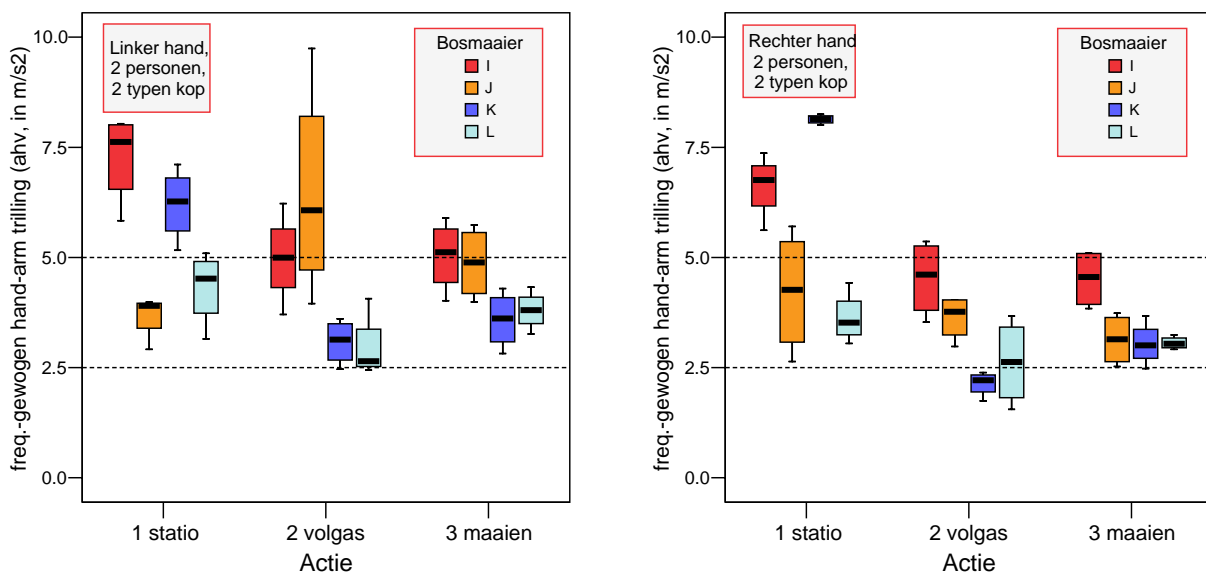 freq.-gewogen hand-arm trilling (ahv, in m/s2)
10.0
7.5
5.0
2.5
0.0
Linker hand,
2 personen,
2 typen kop
Bosmaaier
I
J
K
L
1 statio
2 volgas
3 maaien
Actie
freq.-gewogen hand-arm trilling (ahv, in m/s2)
10.0
7.5
5.0
2.5
0.0
Rechter hand
2 personen,
2 typen kop
Bosmaaier
I
J
K
L
1 statio
2 volgas
3 maaien
Actie